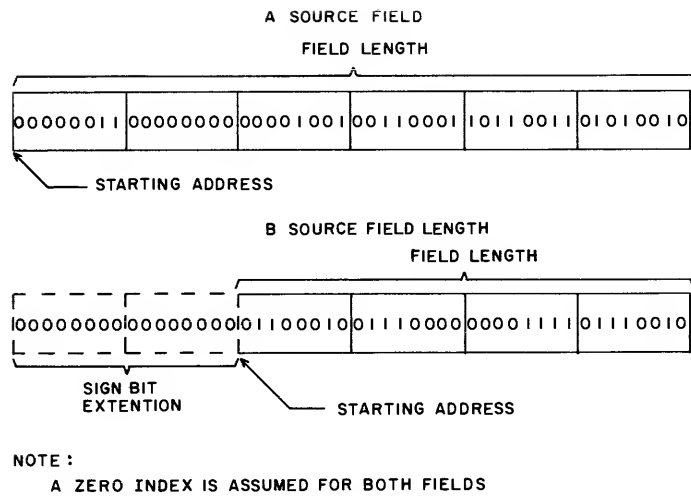 A SOURCE FIELD
FIELD LENGTH
00000011 00000000 00001001 00110001 10110011 01010010
STARTING ADDRESS
B SOURCE FIELD LENGTH
FIELD LENGTH
00000000 00000000 01100010 01110000 00001111 01110010
SIGN BIT
EXTENTION
STARTING ADDRESS
NOTE:
A ZERO INDEX IS ASSUMED FOR BOTH FIELDS